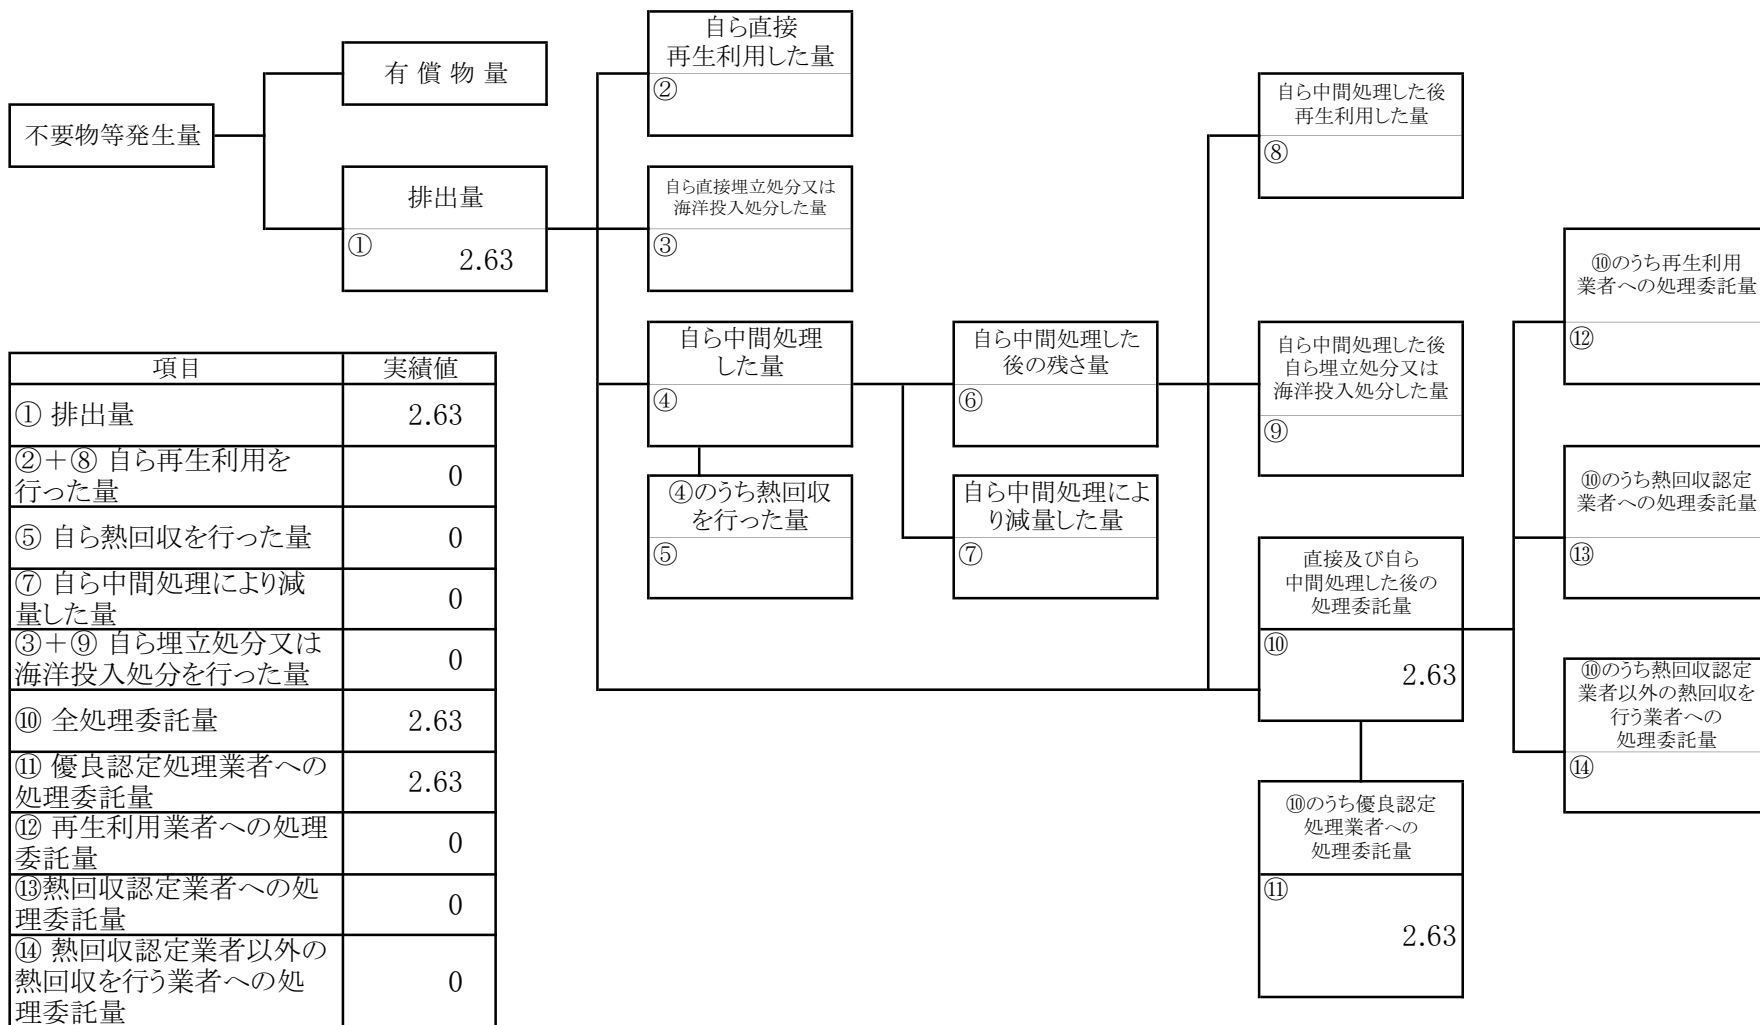 不要物等発生量
有 償 物 量
排出量
①
2.63
自ら直接
再生利用した量
②
自ら直接埋立処分又は
海洋投入処分した量
③
自ら中間処理
した量
④
④のうち熱回収
を行った量
⑤
自ら中間処理した
後の残さ量
⑥
自ら中間処理によ
り減量した量
⑦
自ら中間処理した後
再生利用した量
⑧
自ら中間処理した後
自ら埋立処分又は
海洋投入処分した量
⑨
直接及び自ら
中間処理した後の
処理委託量
⑩
2.63
⑩のうち優良認定
処理業者への
処理委託量
⑪
2.63
⑩のうち再生利用
業者への処理委託量
⑫
⑩のうち熱回収認定
業者への処理委託量
⑬
⑩のうち熱回収認定
業者以外の熱回収を
行う業者への
処理委託量
⑭
項目 実績値
① 排出量 2.63
②+⑧ 自ら再生利用を
行った量 0
⑤ 自ら熱回収を行った量 0
⑦ 自ら中間処理により減
量した量 0
③+⑨ 自ら埋立処分又は
海洋投入処分を行った量 0
⑩ 全処理委託量 2.63
⑪ 優良認定処理業者への
処理委託量 2.63
⑫ 再生利用業者への処理
委託量 0
⑬熱回収認定業者への処
理委託量 0
⑭ 熱回収認定業者以外の
熱回収を行う業者への処 0
理委託量